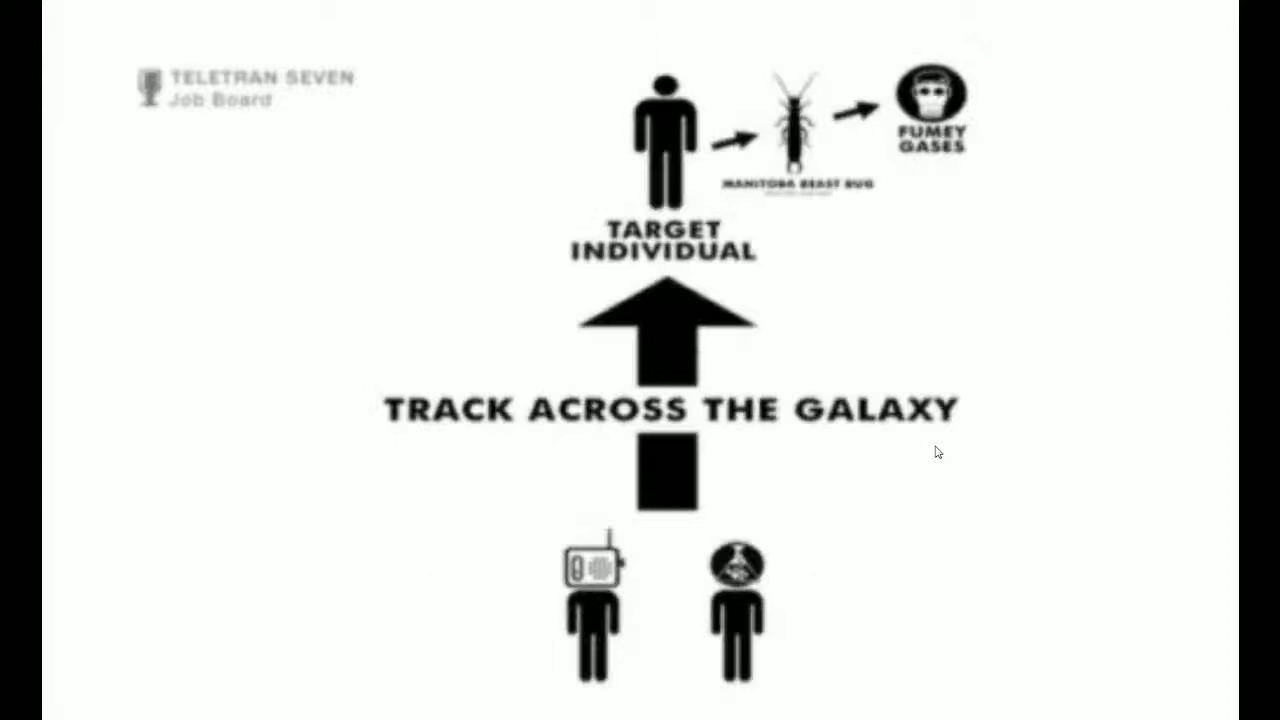 TELETRAN SEVEN
Job Board
FUMEY
GASES
MANITOBA BEAST BUG
TARGET
INDIVIDUAL
TRACK ACROSS THE GALAXY